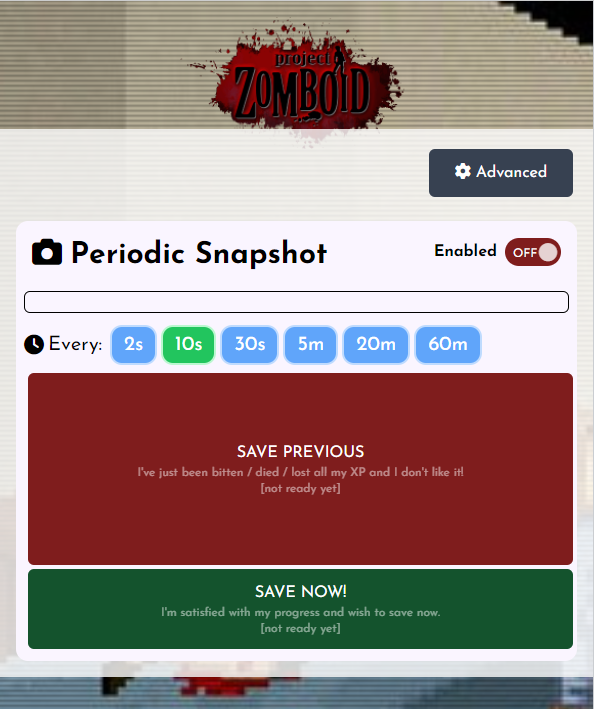 project
ZOMBOID
Advanced
Periodic Snapshot
Enabled
OFF
Every:
2s
10s
30s
5m
20m
60m
SAVE PREVIOUS
I've just been bitten / died / lost all my XP and I don't like it!
[not ready yet]
SAVE NOW!
I'm satisfied with my progress and wish to save now.
[not ready yet]